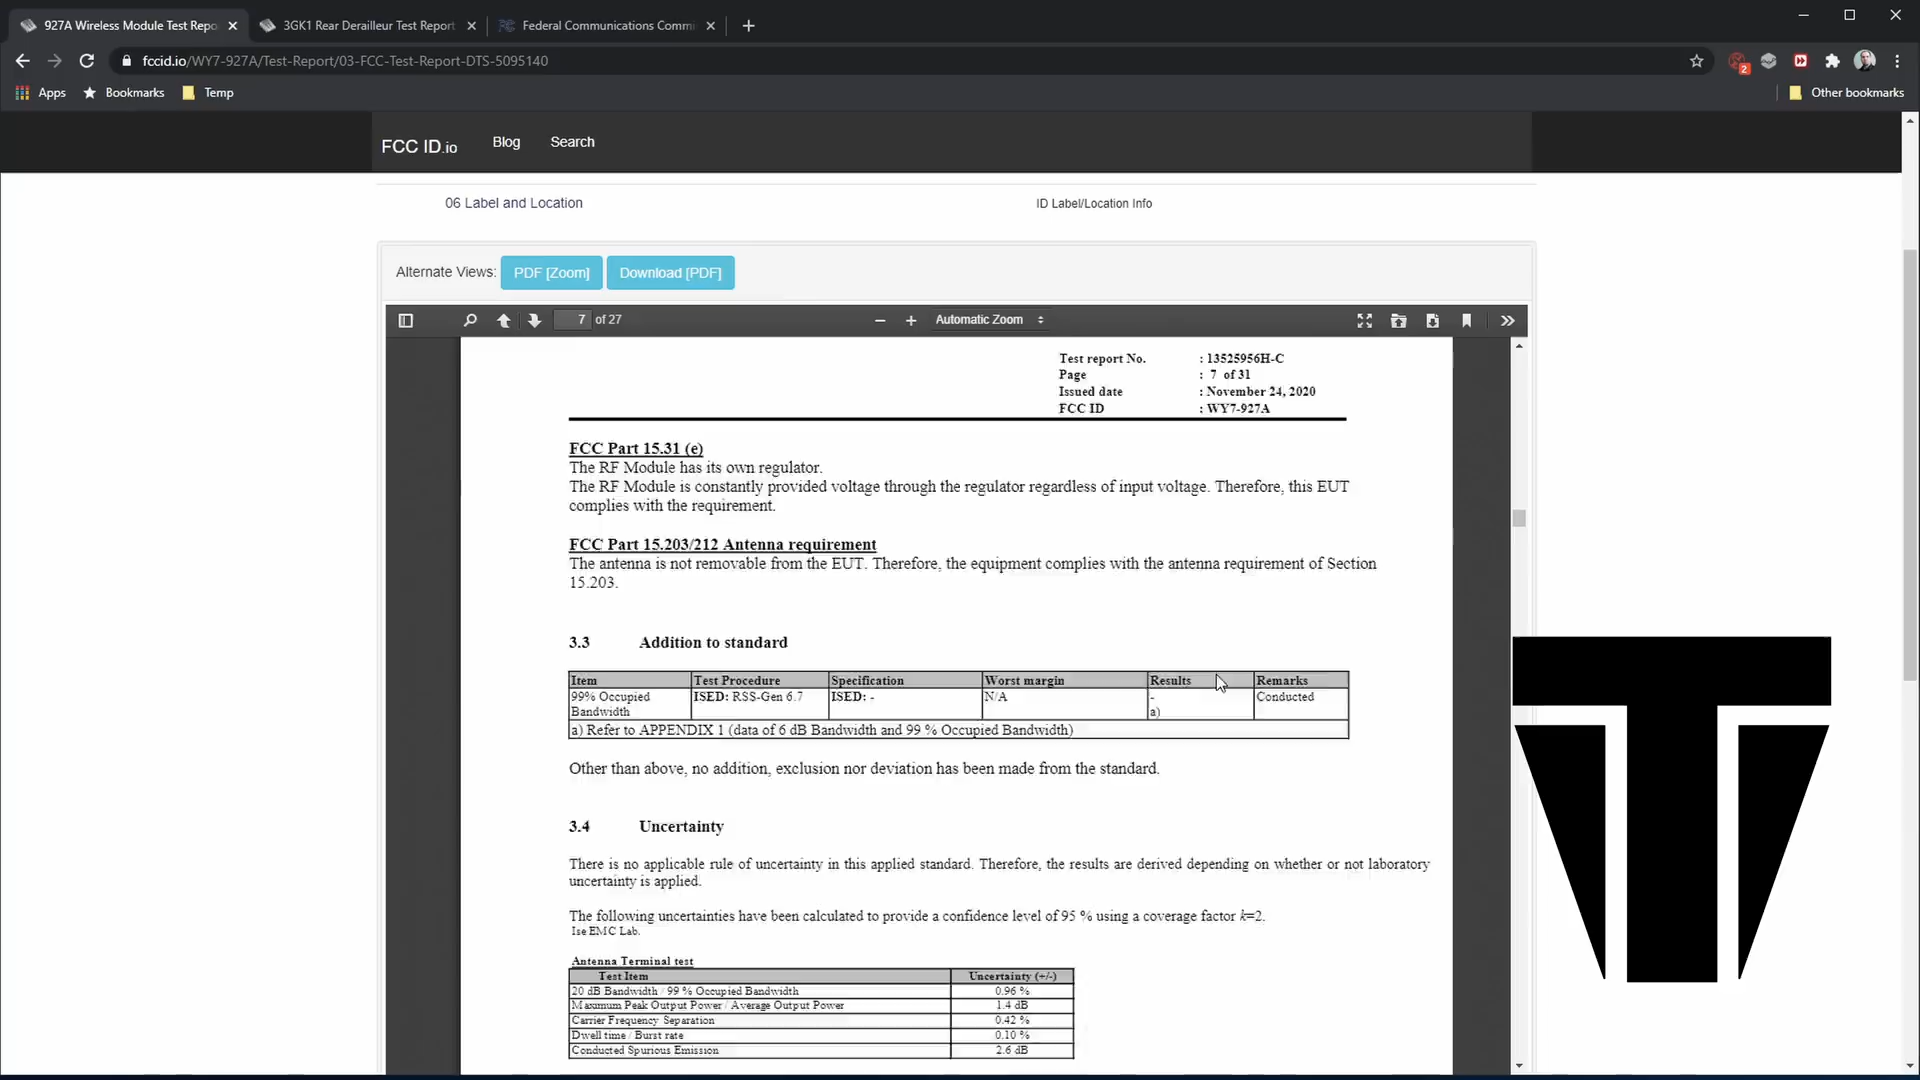 927A Wireless Module Test Repo
3GK1 Rear Derailleur Test Report
Federal Communications Comm
fccid.io/WY7-927A/Test-Report/03-FCC-Test-Report-DTS-5095140
2
Apps
Bookmarks
Temp
Other bookmarks
FCC ID.io
Blog
Search
06 Label and Location
ID Label/Location Info
Alternate Views:
PDF [Zoom]
Download [PDF]
7 of 27
Automatic Zoom
Test report No. : 13525956H-C
Page : 7 of 31
Issued date : November 24, 2020
FCC ID : WY7-927A
FCC Part 15.31 (e)
The RF Module has its own regulator.
The RF Module is constantly provided voltage through the regulator regardless of input voltage. Therefore, this EUT
complies with the requirement.
FCC Part 15.203/212 Antenna requirement
The antenna is not removable from the EUT. Therefore, the equipment complies with the antenna requirement of Section
15.203.
3.3 Addition to standard
Item Test Procedure Specification Worst margin Results Remarks
99% Occupied ISED: RSS-Gen 6.7 ISED: - N/A - Conducted
Bandwidth a)
a) Refer to APPENDIX 1 (data of 6 dB Bandwidth and 99 % Occupied Bandwidth)
Other than above, no addition, exclusion nor deviation has been made from the standard.
3.4 Uncertainty
There is no applicable rule of uncertainty in this applied standard. Therefore, the results are derived depending on whether or not laboratory
uncertainty is applied.
The following uncertainties have been calculated to provide a confidence level of 95 % using a coverage factor k=2.
Ise EMC Lab.
Antenna Terminal test
Test Item Uncertainty (+/-)
20 dB Bandwidth / 99 % Occupied Bandwidth 0.96 %
Maximum Peak Output Power / Average Output Power 1.4 dB
Carrier Frequency Separation 0.42 %
Dwell time / Burst rate 0.10 %
Conducted Spurious Emission 2.6 dB